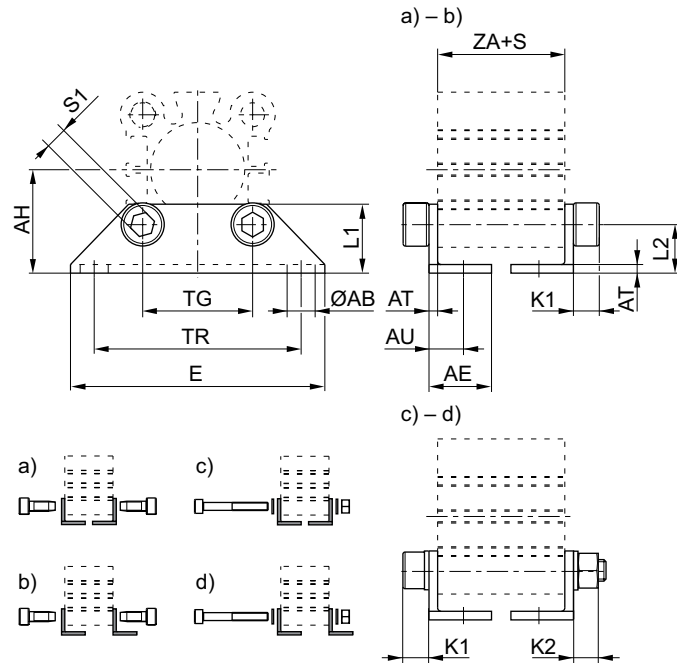 a) – b)
ZA+S
S1
AH
L1
L2
TG
ØAB
AT
K1
AT
TR
AU
E
AE
c) – d)
a)
c)
b)
d)
K1
K2